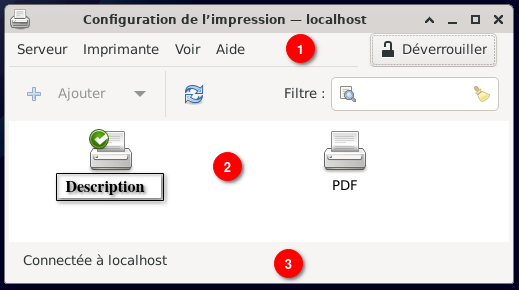 Configuration de l’impression — localhost
Serveur Imprimante Voir Aide 1 Déverrouiller
Ajouter Filtre :
2
Description PDF
Connectée à localhost 3